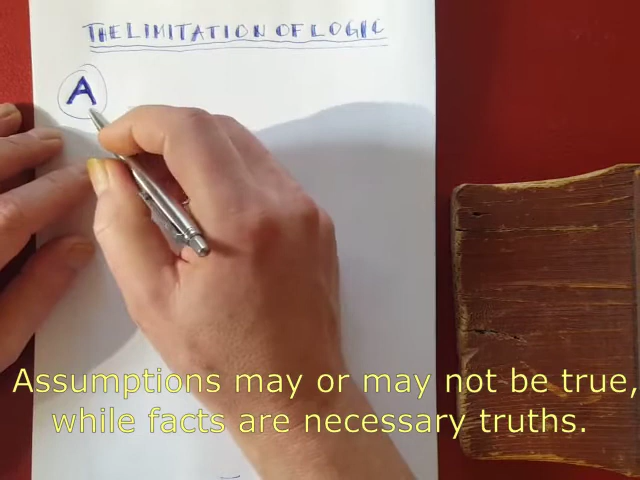 THE LIMITATION OF LOGIC
A
Assumptions may or may not be true,
while facts are necessary truths.